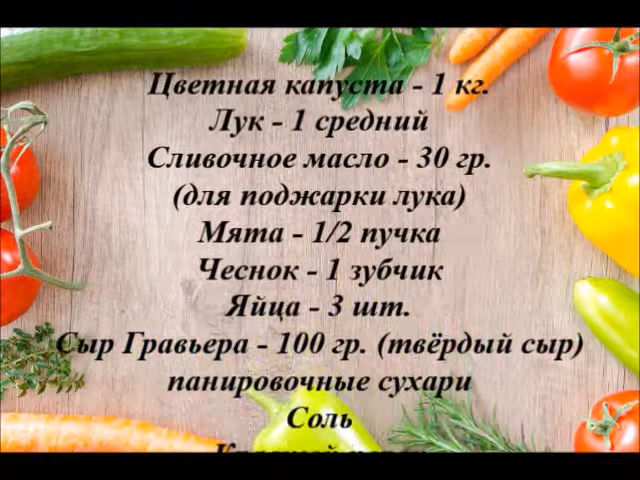 Цветная капуста - 1 кг.
Лук - 1 средний
Сливочное масло - 30 гр.
(для поджарки лука)
Мята - 1/2 пучка
Чеснок - 1 зубчик
Яйца - 3 шт.
Сыр Гравьера - 100 гр. (твёрдый сыр)
панировочные сухари
Соль